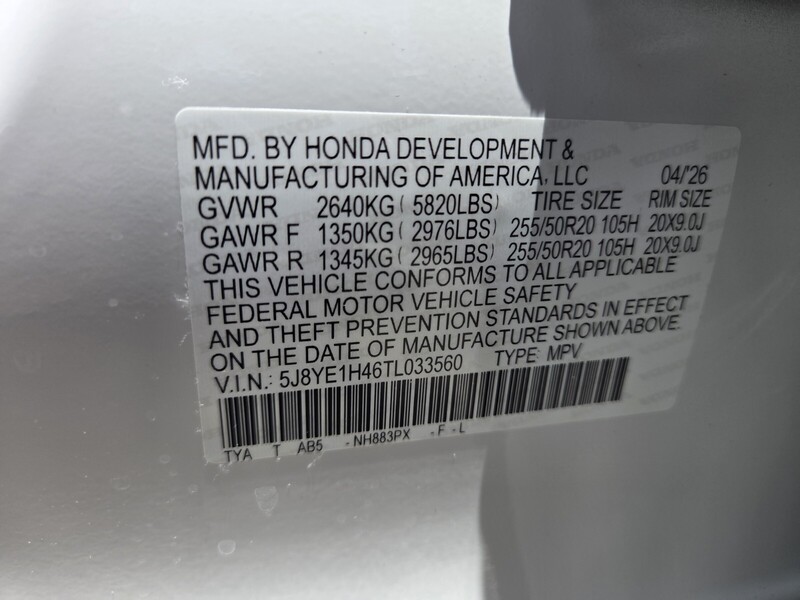 MFD. BY HONDA DEVELOPMENT &
MANUFACTURING OF AMERICA, LLC 04/'26
GVWR 2640KG ( 5820LBS) TIRE SIZE RIM SIZE
GAWR F 1350KG ( 2976LBS) 255/50R20 105H 20X9.0J
GAWR R 1345KG ( 2965LBS) 255/50R20 105H 20X9.0J
THIS VEHICLE CONFORMS TO ALL APPLICABLE
FEDERAL MOTOR VEHICLE SAFETY
AND THEFT PREVENTION STANDARDS IN EFFECT
ON THE DATE OF MANUFACTURE SHOWN ABOVE.
V.I.N.: 5J8YE1H46TL033560 TYPE: MPV
TYA T AB5 -NH883PX -F -L